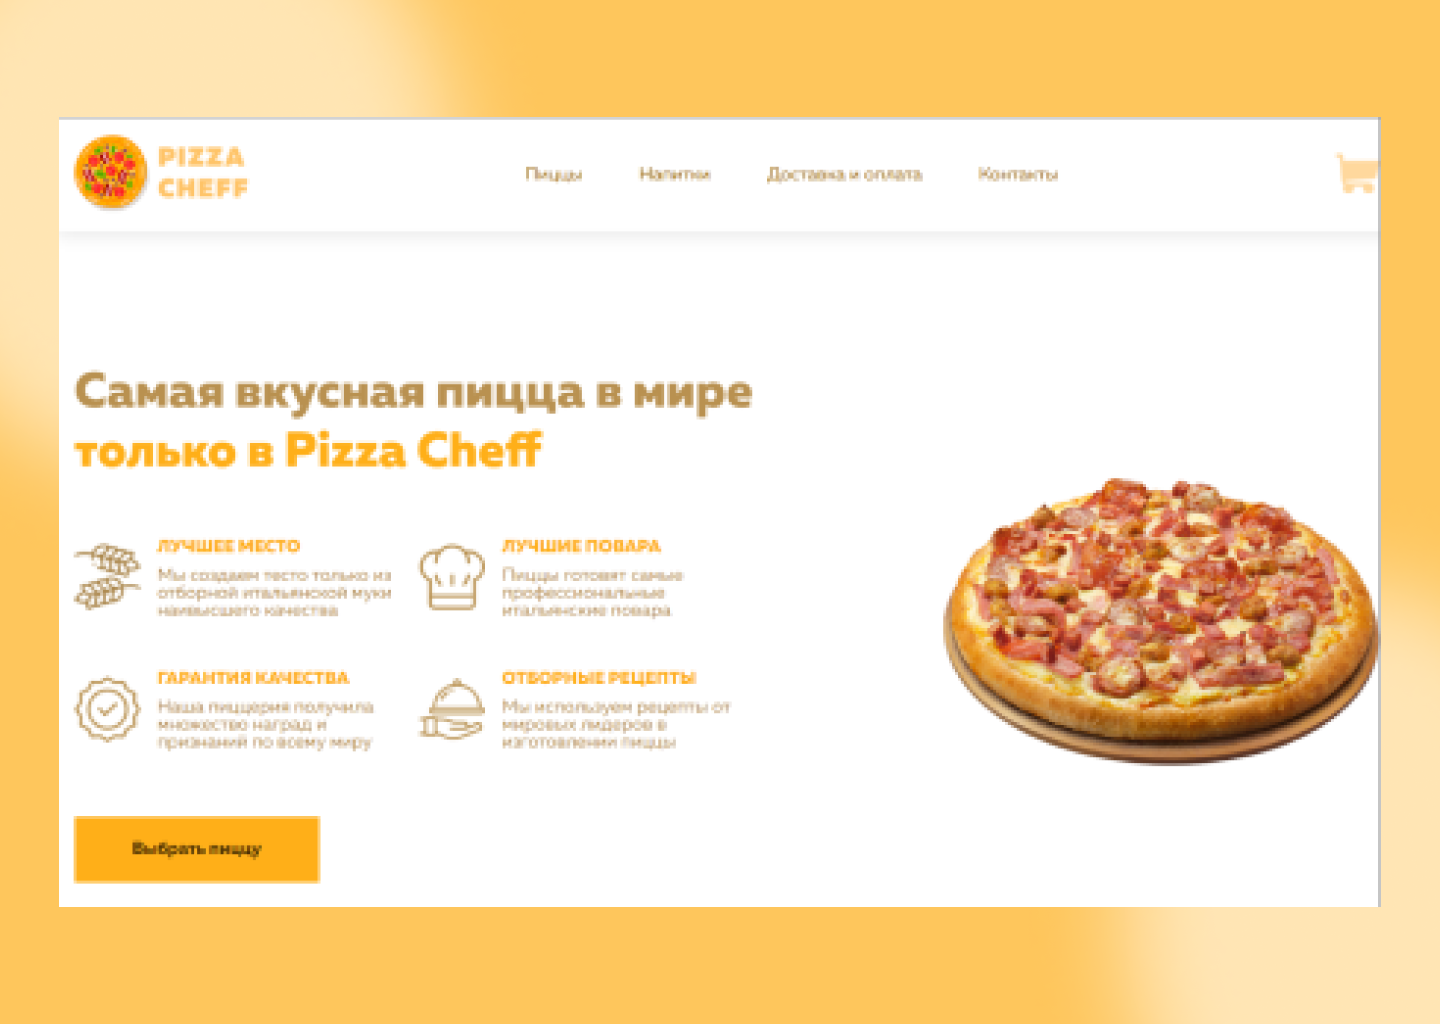 PIZZA
CHEFF
Пиццы
Напитки
Доставка и оплата
Контакты
Самая вкусная пицца в мире
только в Pizza Cheff
ЛУЧШЕЕ МЕСТО
Мы создаем тесто только из
отборной итальянской муки
наивысшего качества
ЛУЧШИЕ ПОВАРА
Пиццы готовят самые
профессиональные
итальянские повара
ГАРАНТИЯ КАЧЕСТВА
Наша пиццерия получила
множество наград и
признаний по всему миру
ОТБОРНЫЕ РЕЦЕПТЫ
Мы используем рецепты от
мировых лидеров в
изготовлении пиццы
Выбрать пиццу